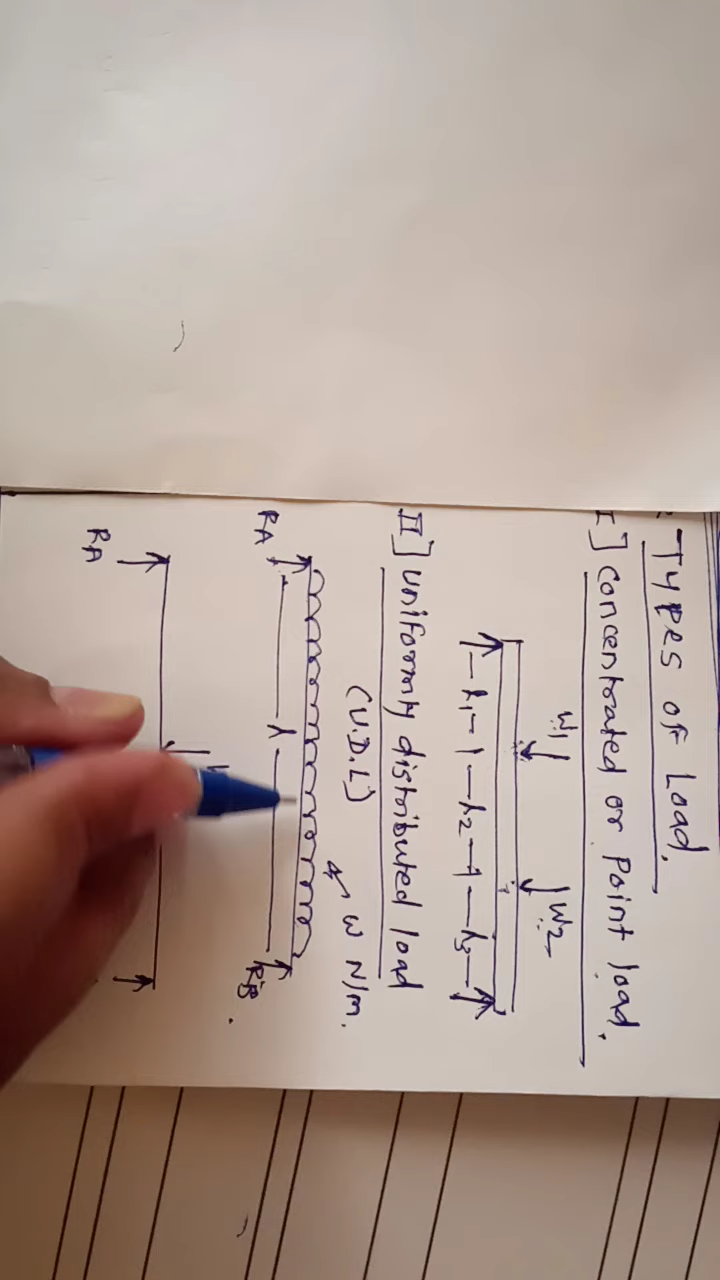 Types of Load.
I] Concentrated or Point load.
W1 W2
l1 l2 l3
II] Uniformly distributed load
(U.D.L)
W N/m.
RA l RB
RA